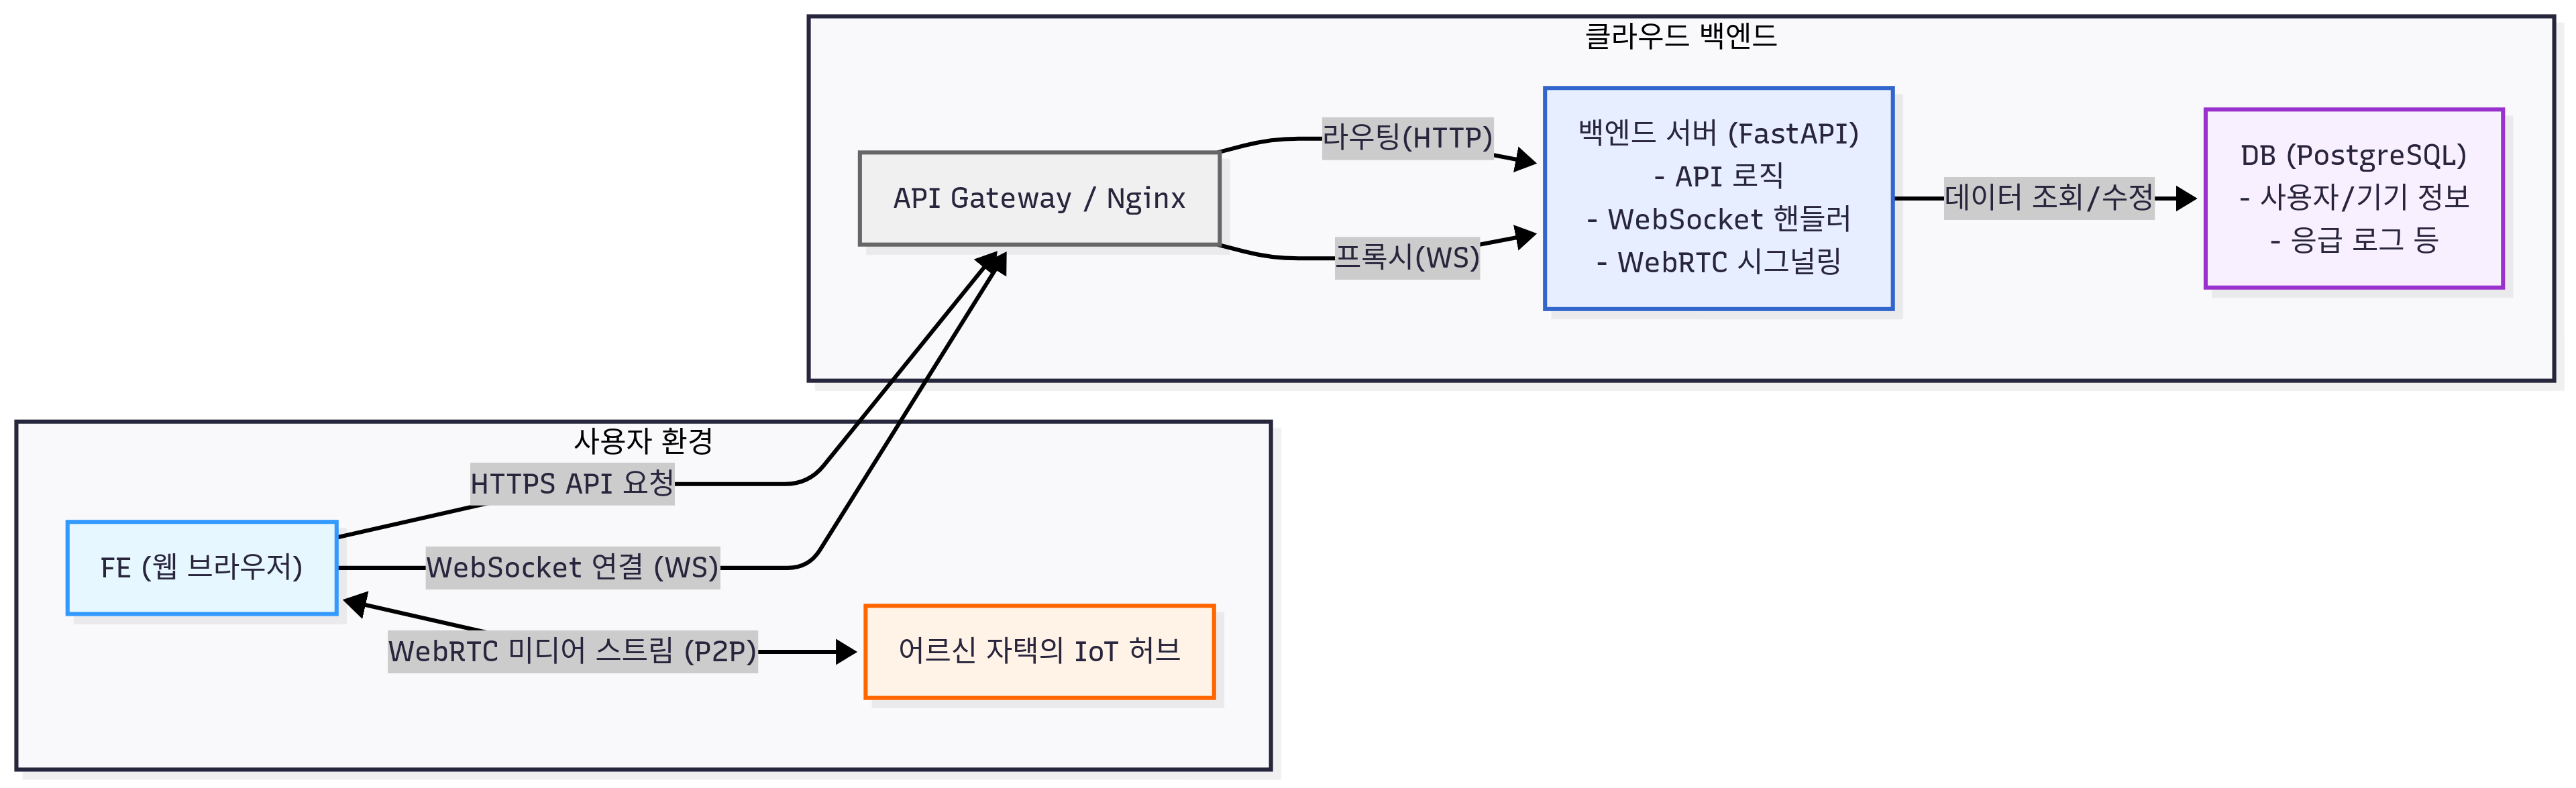 클라우드 백엔드
API Gateway / Nginx
라우팅(HTTP)
프록시(WS)
백엔드 서버 (FastAPI)
- API 로직
- WebSocket 핸들러
- WebRTC 시그널링
데이터 조회/수정
DB (PostgreSQL)
- 사용자/기기 정보
- 응급 로그 등
사용자 환경
HTTPS API 요청
FE (웹 브라우저)
WebSocket 연결 (WS)
WebRTC 미디어 스트림 (P2P)
어르신 자택의 IoT 허브